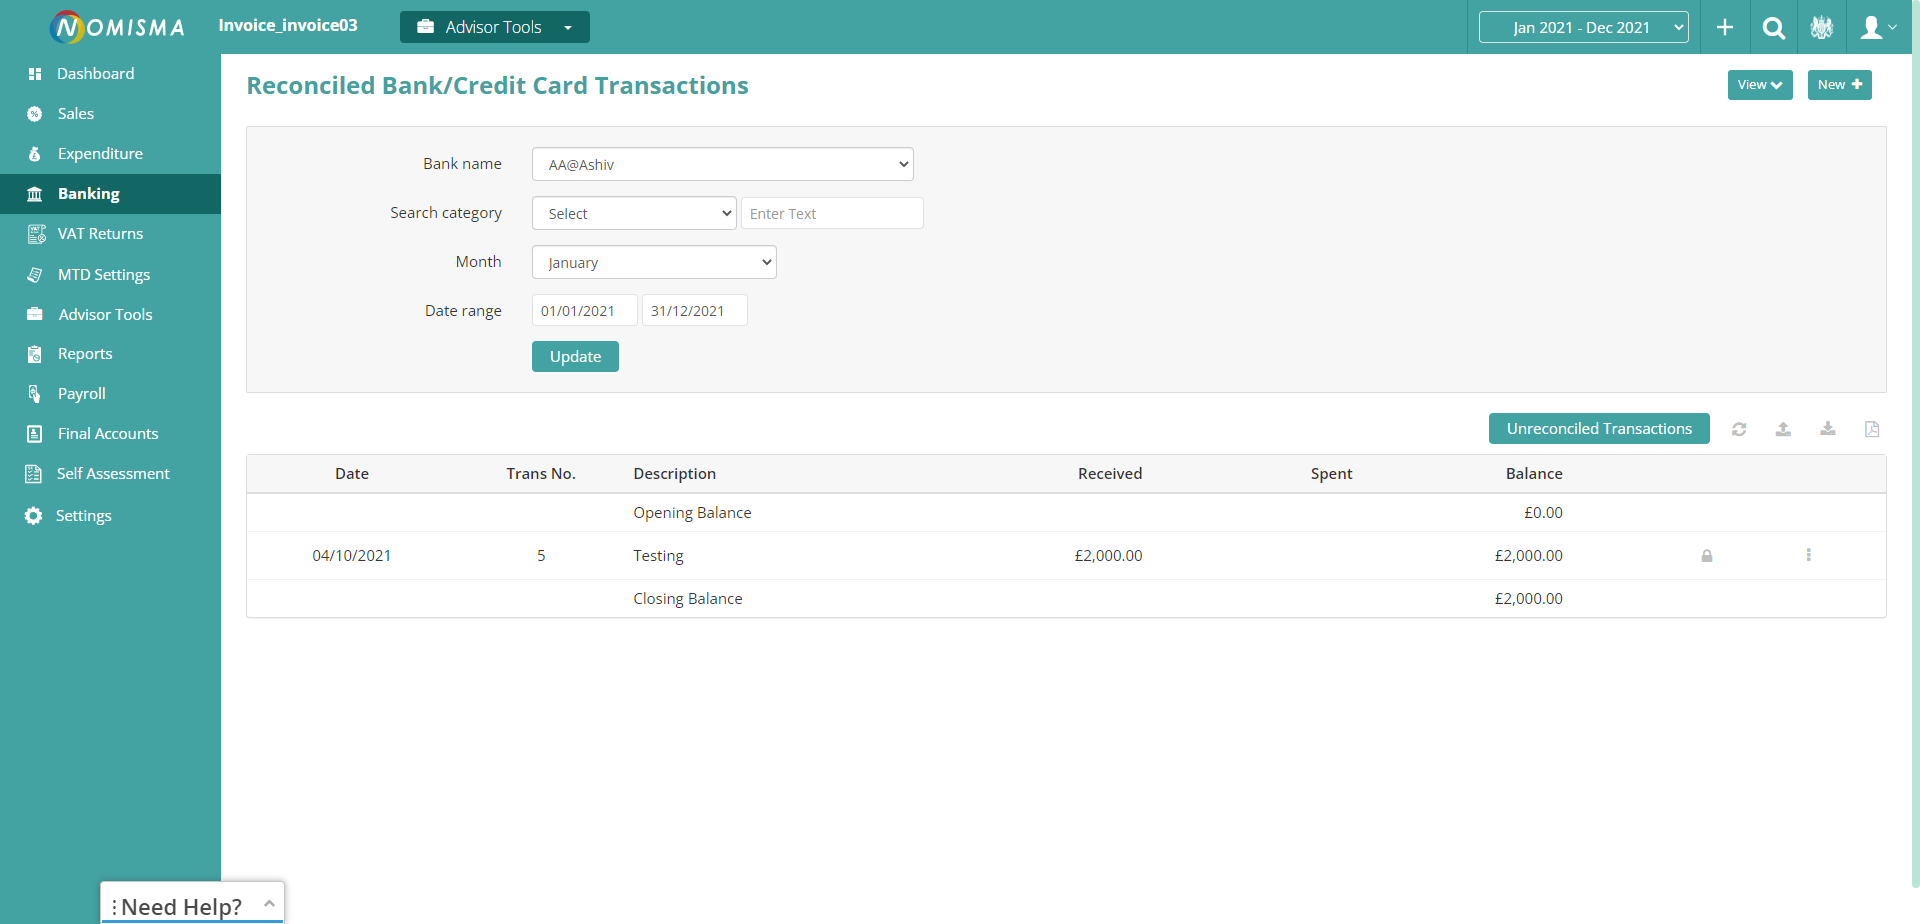 NOMISMA
Invoice_invoice03
Advisor Tools
Jan 2021 - Dec 2021
Dashboard
Sales
Expenditure
Banking
VAT Returns
MTD Settings
Advisor Tools
Reports
Payroll
Final Accounts
Self Assessment
Settings
Reconciled Bank/Credit Card Transactions
View
New
Bank name AA@Ashiv
Search category Select Enter Text
Month January
Date range 01/01/2021 31/12/2021
Update
Unreconciled Transactions
Date Trans No. Description Received Spent Balance
Opening Balance £0.00
04/10/2021 5 Testing £2,000.00 £2,000.00
Closing Balance £2,000.00
Need Help?